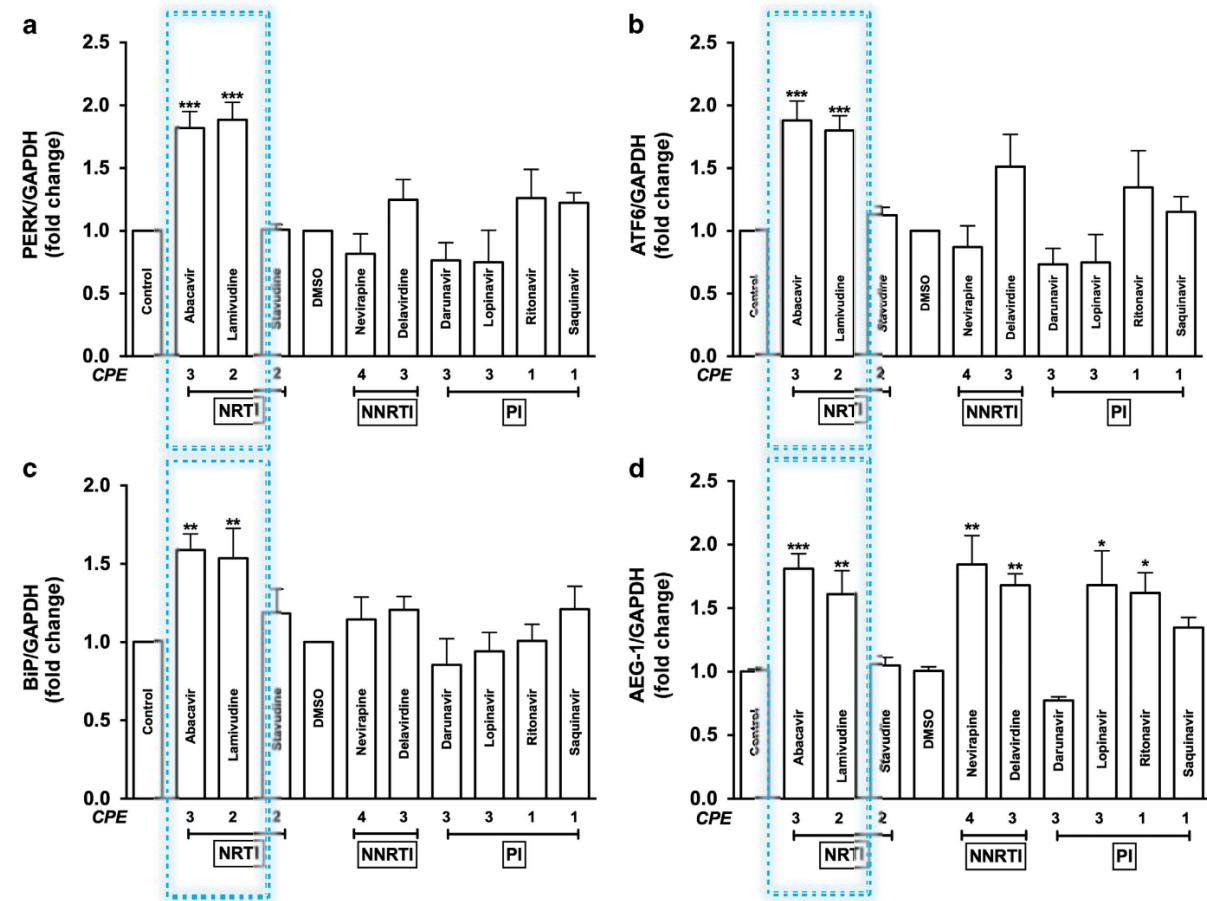 a
PERK/GAPDH
(fold change)
2.5
2.0
1.5
1.0
0.5
0.0
*** ***
Control Abacavir Lamivudine Stavudine DMSO Nevirapine Delavirdine Darunavir Lopinavir Ritonavir Saquinavir
CPE 3 2 2 4 3 3 3 1 1
NRTI NNRTI PI
b
ATF6/GAPDH
(fold change)
2.5
2.0
1.5
1.0
0.5
0.0
*** ***
Control Abacavir Lamivudine Stavudine DMSO Nevirapine Delavirdine Darunavir Lopinavir Ritonavir Saquinavir
CPE 3 2 2 4 3 3 3 1 1
NRTI NNRTI PI
c
BiP/GAPDH
(fold change)
2.0
1.5
1.0
0.5
0.0
** **
Control Abacavir Lamivudine Stavudine DMSO Nevirapine Delavirdine Darunavir Lopinavir Ritonavir Saquinavir
CPE 3 2 2 4 3 3 3 1 1
NRTI NNRTI PI
d
AEG-1/GAPDH
(fold change)
2.5
2.0
1.5
1.0
0.5
0.0
*** ** ** ** * *
Control Abacavir Lamivudine Stavudine DMSO Nevirapine Delavirdine Darunavir Lopinavir Ritonavir Saquinavir
CPE 3 2 2 4 3 3 3 1 1
NRTI NNRTI PI